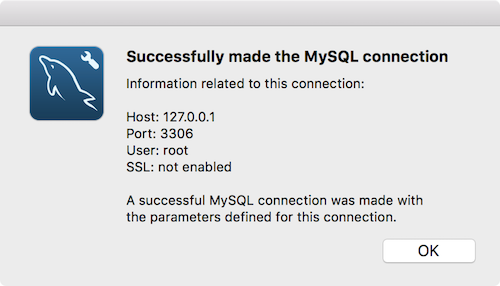 Successfully made the MySQL connection
Information related to this connection:
Host: 127.0.0.1
Port: 3306
User: root
SSL: not enabled
A successful MySQL connection was made with
the parameters defined for this connection.
OK